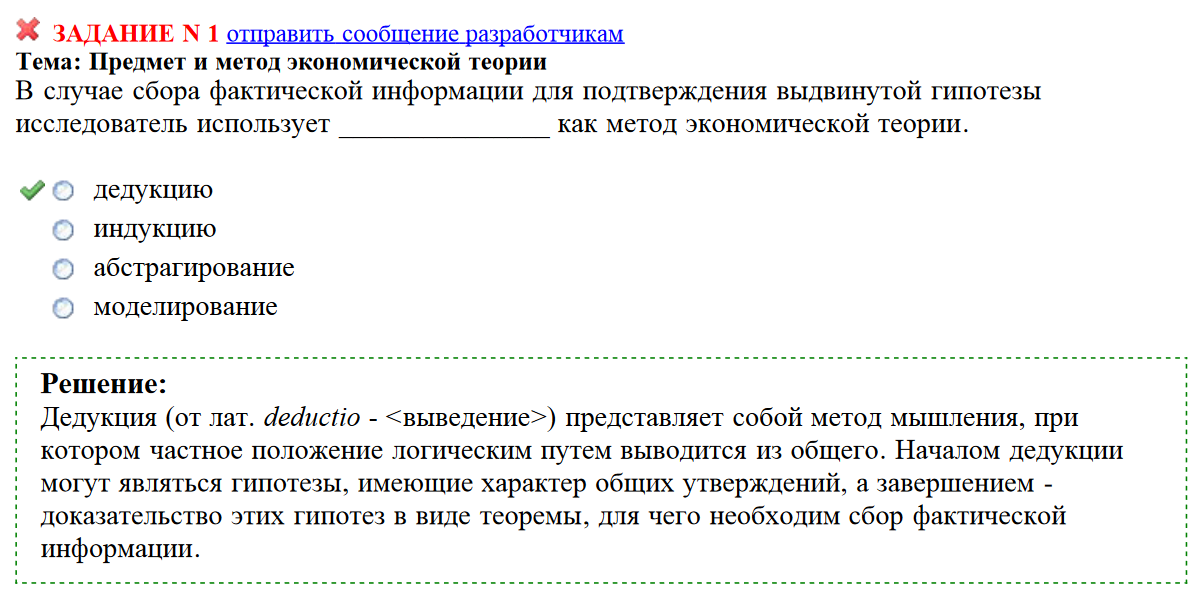 ЗАДАНИЕ N 1 отправить сообщение разработчикам
Тема: Предмет и метод экономической теории
В случае сбора фактической информации для подтверждения выдвинутой гипотезы
исследователь использует _______________ как метод экономической теории.
дедукцию
индукцию
абстрагирование
моделирование
Решение:
Дедукция (от лат. deductio - <выведение>) представляет собой метод мышления, при
котором частное положение логическим путем выводится из общего. Началом дедукции
могут являться гипотезы, имеющие характер общих утверждений, а завершением -
доказательство этих гипотез в виде теоремы, для чего необходим сбор фактической
информации.